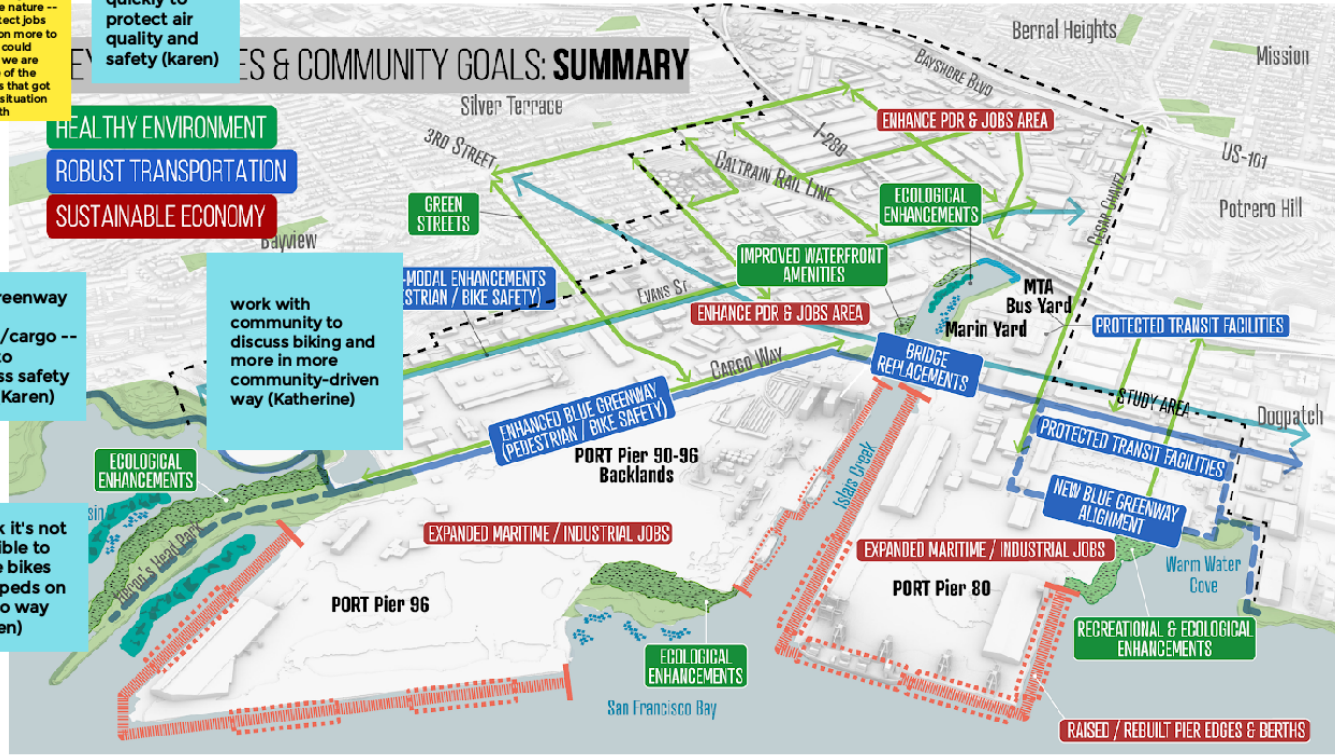 e nature --
tect jobs
on more to
could
we are
e of the
s that got
situation
th
quickly to
protect air
quality and
safety (karen)
ES & COMMUNITY GOALS: SUMMARY
HEALTHY ENVIRONMENT
ROBUST TRANSPORTATION
SUSTAINABLE ECONOMY
Bernal Heights
Mission
BAYSHORE BLVD
Silver Terrace
3RD STREET
I-280
ENHANCE PDR & JOBS AREA
US-101
CALTRAIN RAIL LINE
CESAR CHAVEZ
Potrero Hill
GREEN
STREETS
ECOLOGICAL
ENHANCEMENTS
Bayview
IMPROVED WATERFRONT
AMENITIES
-MODAL ENHANCEMENTS
ESTRIAN / BIKE SAFETY)
EVANS ST
MTA
Bus Yard
Marin Yard
ENHANCE PDR & JOBS AREA
PROTECTED TRANSIT FACILITIES
reenway
/cargo --
to
ss safety
Karen)
work with
community to
discuss biking and
more in more
community-driven
way (Katherine)
CARGO WAY
BRIDGE
REPLACEMENTS
STUDY AREA
Dogpatch
ENHANCED BLUE GREENWAY
(PEDESTRIAN / BIKE SAFETY)
PROTECTED TRANSIT FACILITIES
PORT Pier 90-96
Backlands
ECOLOGICAL
ENHANCEMENTS
Islais Creek
NEW BLUE GREENWAY
ALIGNMENT
sin
Heron's Head Park
k it's not
ible to
e bikes
peds on
o way
en)
EXPANDED MARITIME / INDUSTRIAL JOBS
EXPANDED MARITIME / INDUSTRIAL JOBS
Warm Water
Cove
PORT Pier 96
PORT Pier 80
RECREATIONAL & ECOLOGICAL
ENHANCEMENTS
ECOLOGICAL
ENHANCEMENTS
San Francisco Bay
RAISED / REBUILT PIER EDGES & BERTHS